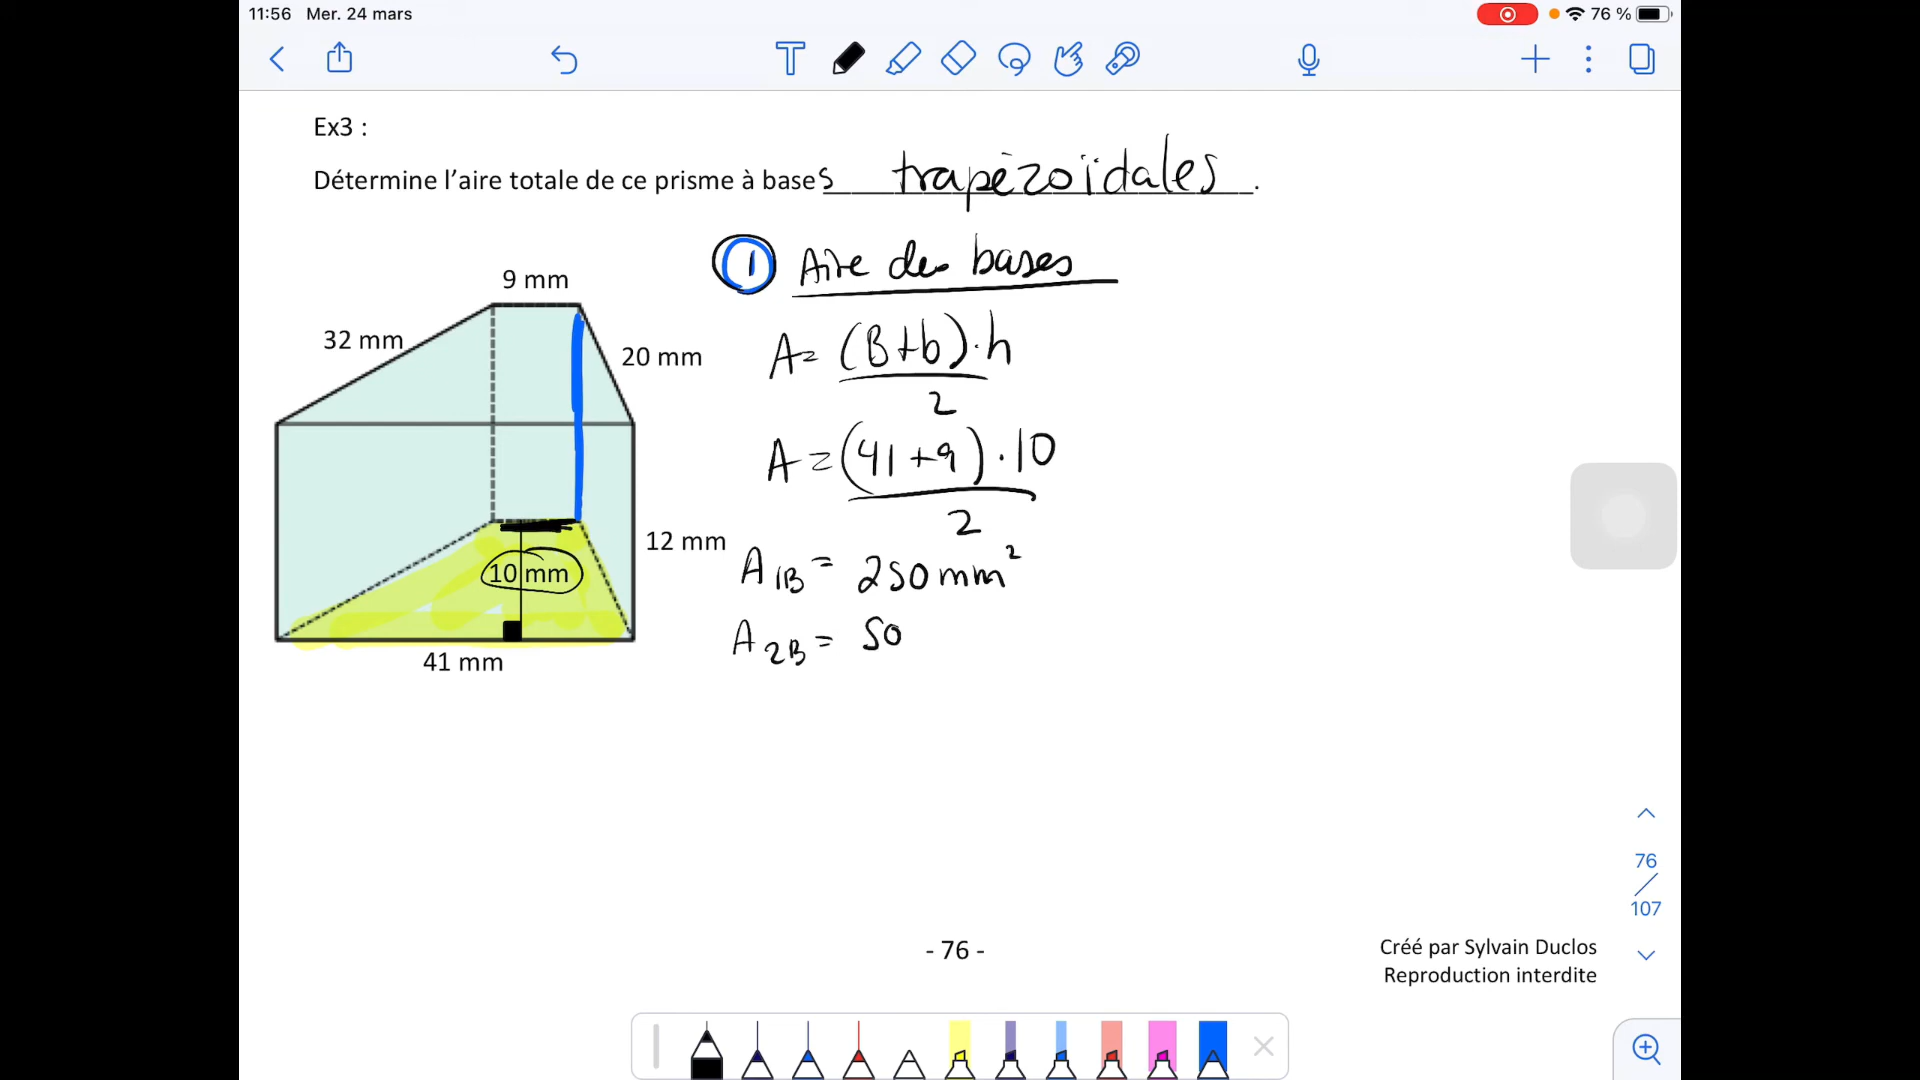 11:56 Mer. 24 mars 76 %
Ex3 :
Détermine l'aire totale de ce prisme à bases trapézoïdales.
1 Aire des bases
9 mm
32 mm
20 mm
A = (B+b)·h
2
A = (41+9)·10
2
12 mm
10 mm
A1B = 250 mm²
A2B = 50
41 mm
76
107
- 76 -
Créé par Sylvain Duclos
Reproduction interdite